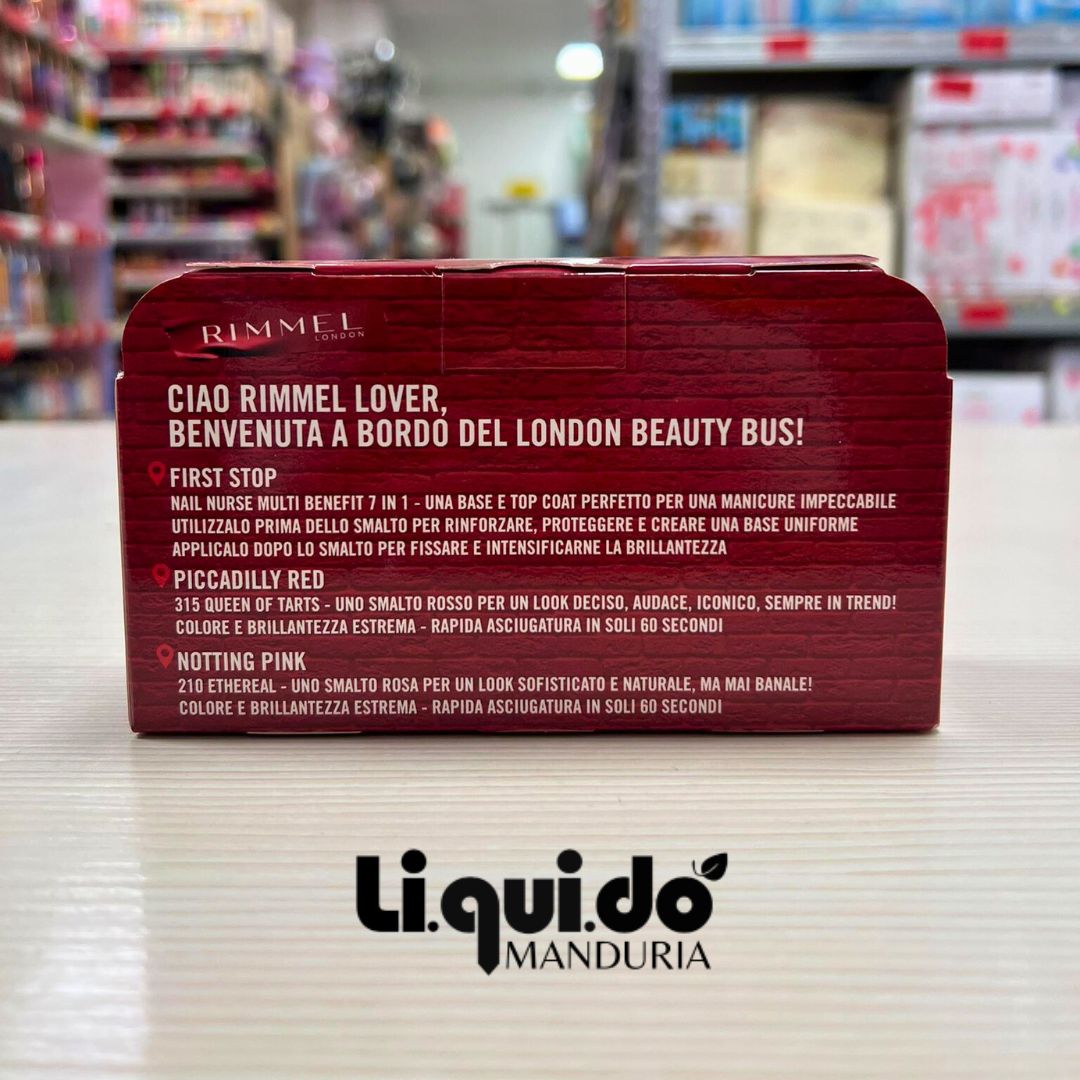 RIMMEL
LONDON
CIAO RIMMEL LOVER,
BENVENUTA A BORDO DEL LONDON BEAUTY BUS!
FIRST STOP
NAIL NURSE MULTI BENEFIT 7 IN 1 - UNA BASE E TOP COAT PERFETTO PER UNA MANICURE IMPECCABILE
UTILIZZALO PRIMA DELLO SMALTO PER RINFORZARE, PROTEGGERE E CREARE UNA BASE UNIFORME
APPLICALO DOPO LO SMALTO PER FISSARE E INTENSIFICARNE LA BRILLANTEZZA
PICCADILLY RED
315 QUEEN OF TARTS - UNO SMALTO ROSSO PER UN LOOK DECISO, AUDACE, ICONICO, SEMPRE IN TREND!
COLORE E BRILLANTEZZA ESTREMA - RAPIDA ASCIUGATURA IN SOLI 60 SECONDI
NOTTING PINK
210 ETHEREAL - UNO SMALTO ROSA PER UN LOOK SOFISTICATO E NATURALE, MA MAI BANALE!
COLORE E BRILLANTEZZA ESTREMA - RAPIDA ASCIUGATURA IN SOLI 60 SECONDI
Li.qui.do
MANDURIA